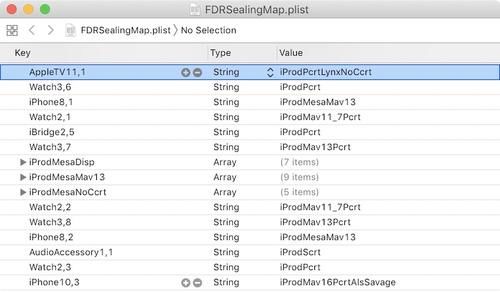 FDRSealingMap.plist
FDRSealingMap.plist No Selection
Key Type Value
AppleTV11,1 String iProdPcrtLynxNoCcrt
Watch3,6 String iProdPcrt
iPhone8,1 String iProdMesaMav13
Watch2,1 String iProdMav11_7Pcrt
iBridge2,5 String iProdPcrt
Watch3,7 String iProdMav13Pcrt
iProdMesaDisp Array (7 items)
iProdMesaMav13 Array (9 items)
iProdMesaNoCcrt Array (5 items)
Watch2,2 String iProdMav11_7Pcrt
Watch3,8 String iProdMav13Pcrt
iPhone8,2 String iProdMesaMav13
AudioAccessory1,1 String iProdScrt
Watch2,3 String iProdPcrt
iPhone10,3 String iProdMav16PcrtAlsSavage